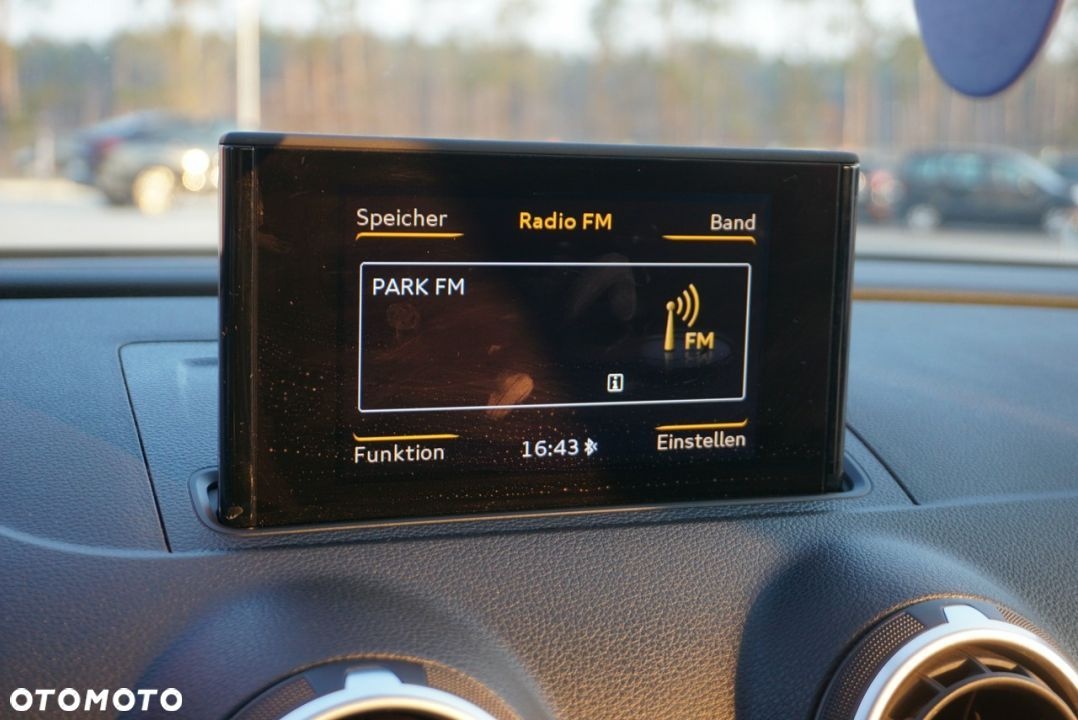 Speicher
Radio FM
Band
PARK FM
FM
Funktion
16:43
Einstellen
OTOMOTO